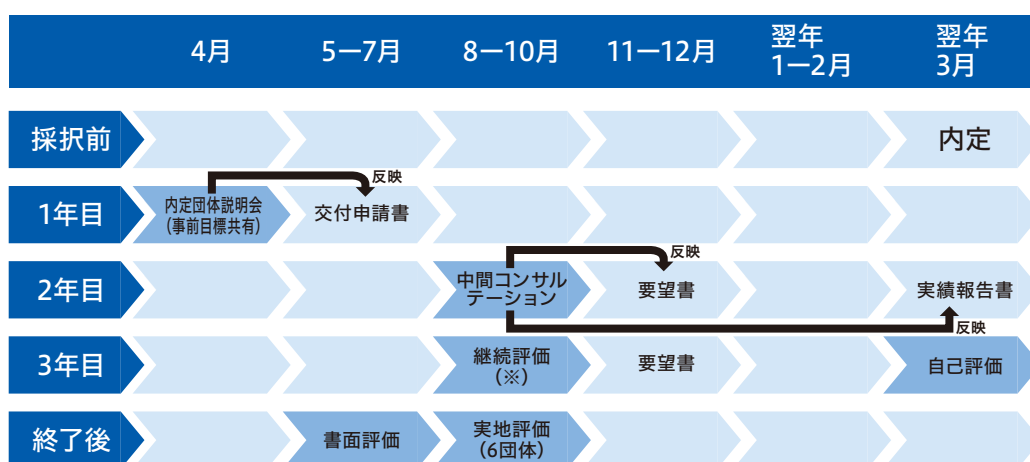 4月
5ー7月
8ー10月
11ー12月
翌年
1ー2月
翌年
3月
採択前
内定
1年目
内定団体説明会
(事前目標共有)
反映
交付申請書
2年目
中間コンサル
テーション
反映
要望書
実績報告書
反映
3年目
継続評価
(※)
要望書
自己評価
終了後
書面評価
実地評価
(6団体)